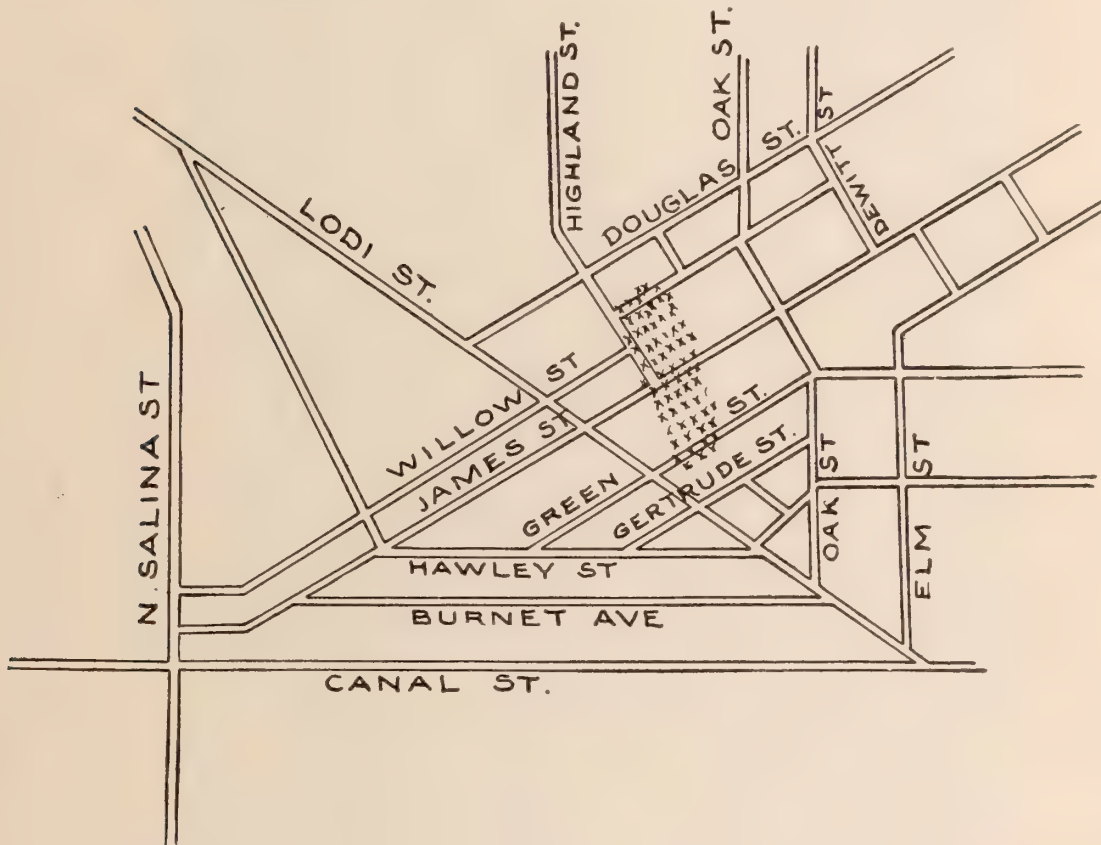 HIGHLAND ST.
OAK ST.
DOUGLAS ST.
DEWITT ST
LODI ST.
N. SALINA ST
WILLOW ST
JAMES ST
GREEN ST.
GERTRUDE ST.
OAK ST
ELM ST
HAWLEY ST
BURNET AVE
CANAL ST.